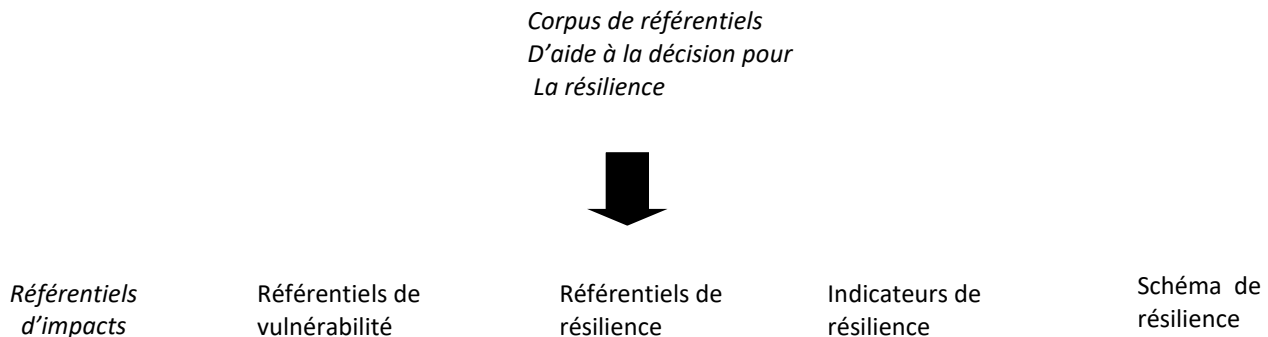 Corpus de référentiels
D’aide à la décision pour
La résilience
Référentiels
d’impacts
Référentiels de
vulnérabilité
Référentiels de
résilience
Indicateurs de
résilience
Schéma de
résilience